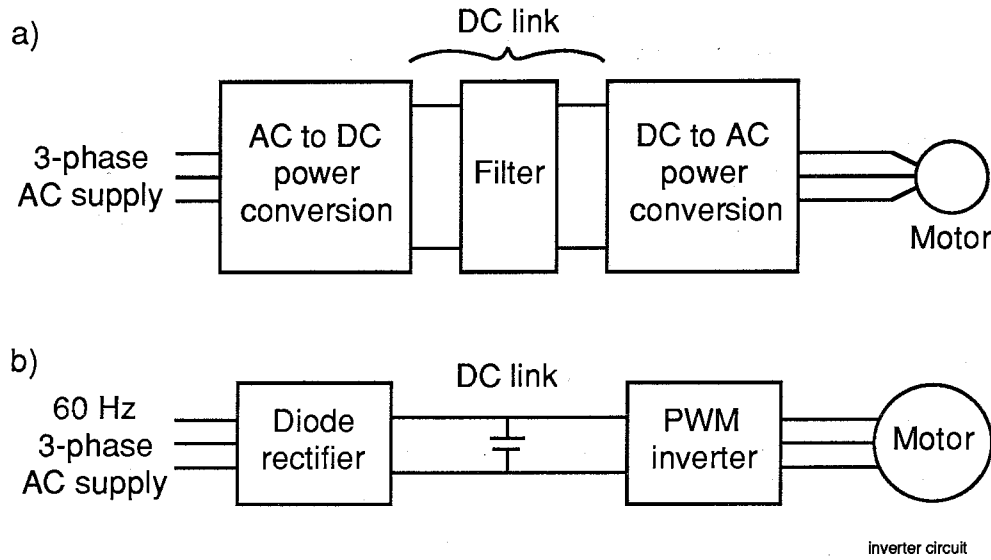 a)
DC link
3-phase
AC supply
AC to DC
power
conversion
Filter
DC to AC
power
conversion
Motor
b)
DC link
60 Hz
3-phase
AC supply
Diode
rectifier
PWM
inverter
Motor
inverter circuit